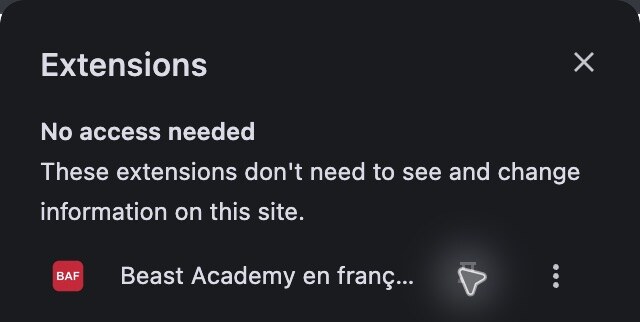 Extensions
No access needed
These extensions don't need to see and change
information on this site.
BAF Beast Academy en franç...